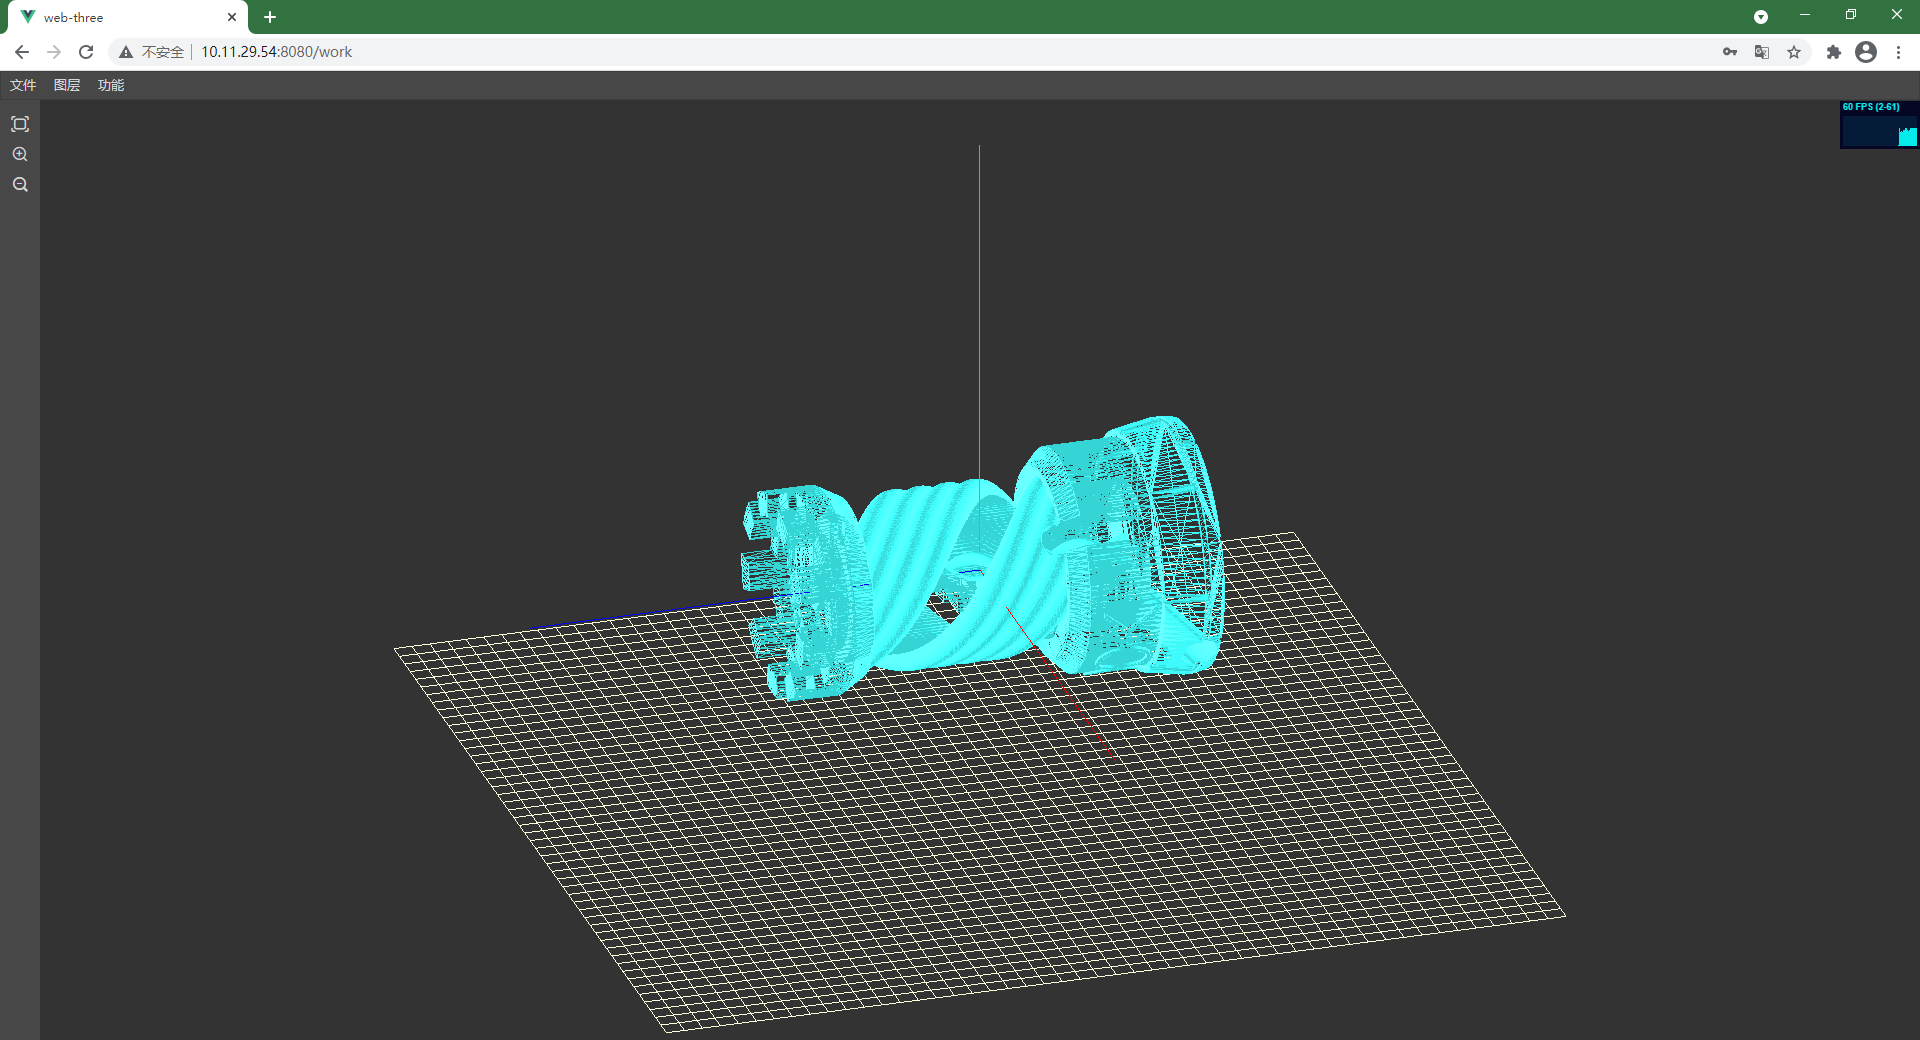 web-three
不安全 10.11.29.54:8080/work
文件 图层 功能
60 FPS (2-61)